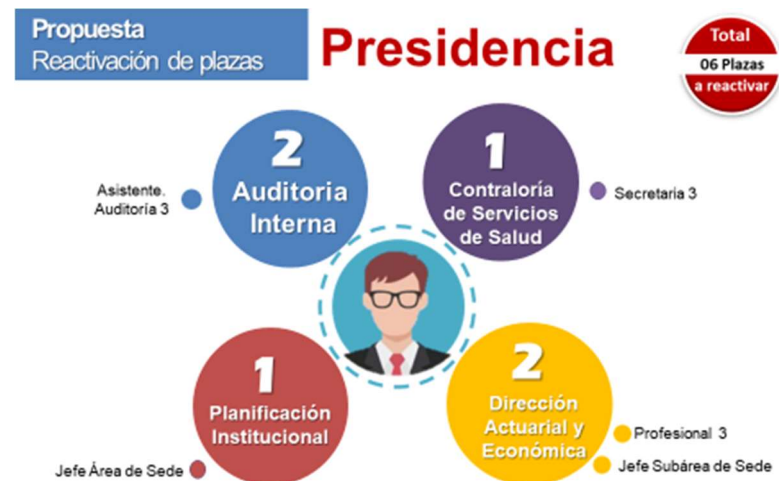 Propuesta
Reactivación de plazas
Presidencia
Total
06 Plazas
a reactivar
2
Auditoria
Interna
Asistente.
Auditoría 3
1
Contraloría
de Servicios
de Salud
Secretaria 3
1
Planificación
Institucional
Jefe Área de Sede
2
Dirección
Actuarial y
Económica
Profesional 3
Jefe Subárea de Sede